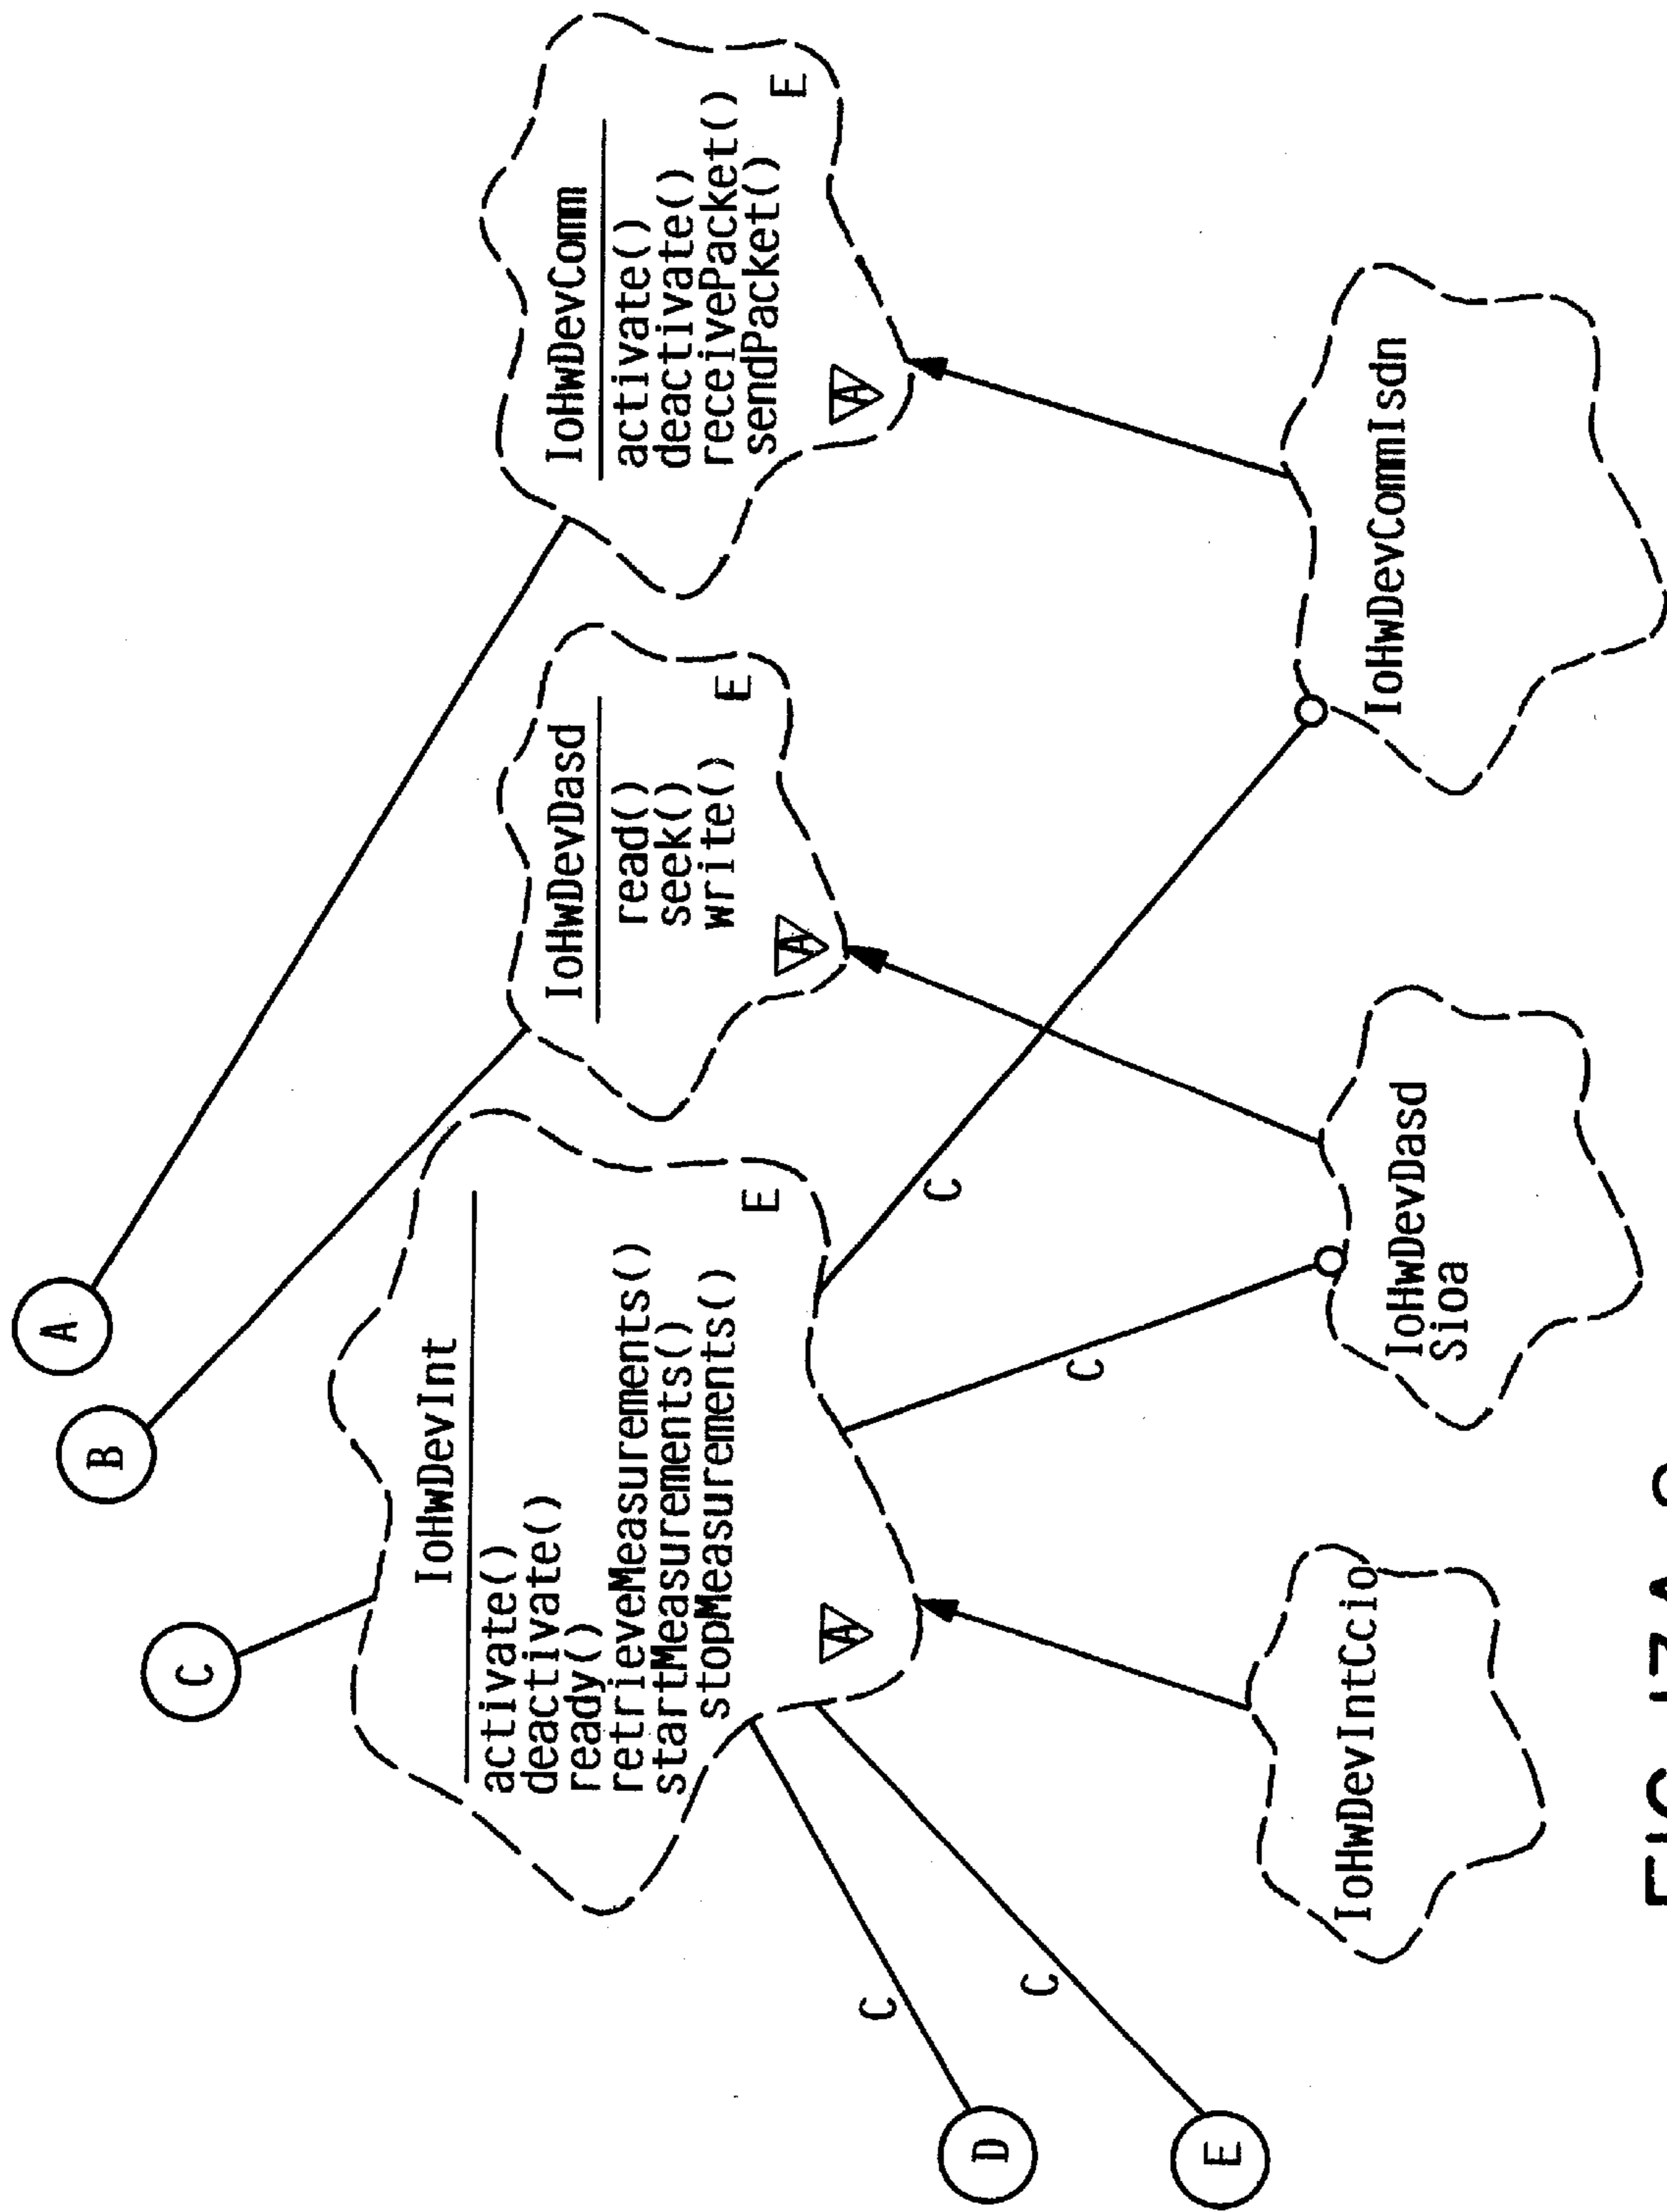 A
B
C
IoHwDevInt
activate()
deactivate()
ready()
retrieveMeasurements()
startMeasurements()
stopMeasurements()
E
A
IoHwDevDasd
read()
seek()
write()
E
A
IoHwDevComm
activate()
deactivate()
receivePacket()
sendPacket()
E
A
C
C
C
C
D
E
IoHwDevIntCcio
IoHwDevDasd
Sioa
IoHwDevCommIsdn